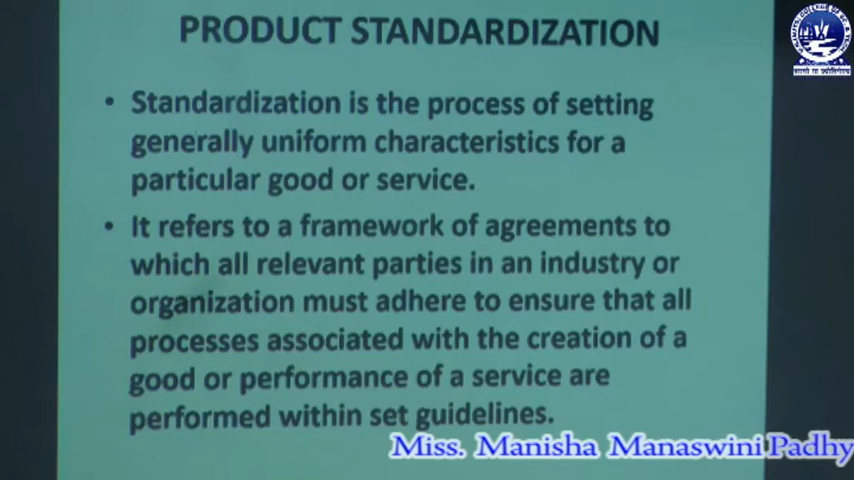 PRODUCT STANDARDIZATION
• Standardization is the process of setting
generally uniform characteristics for a
particular good or service.
• It refers to a framework of agreements to
which all relevant parties in an industry or
organization must adhere to ensure that all
processes associated with the creation of a
good or performance of a service are
performed within set guidelines.
Miss. Manisha Manaswini Padhy